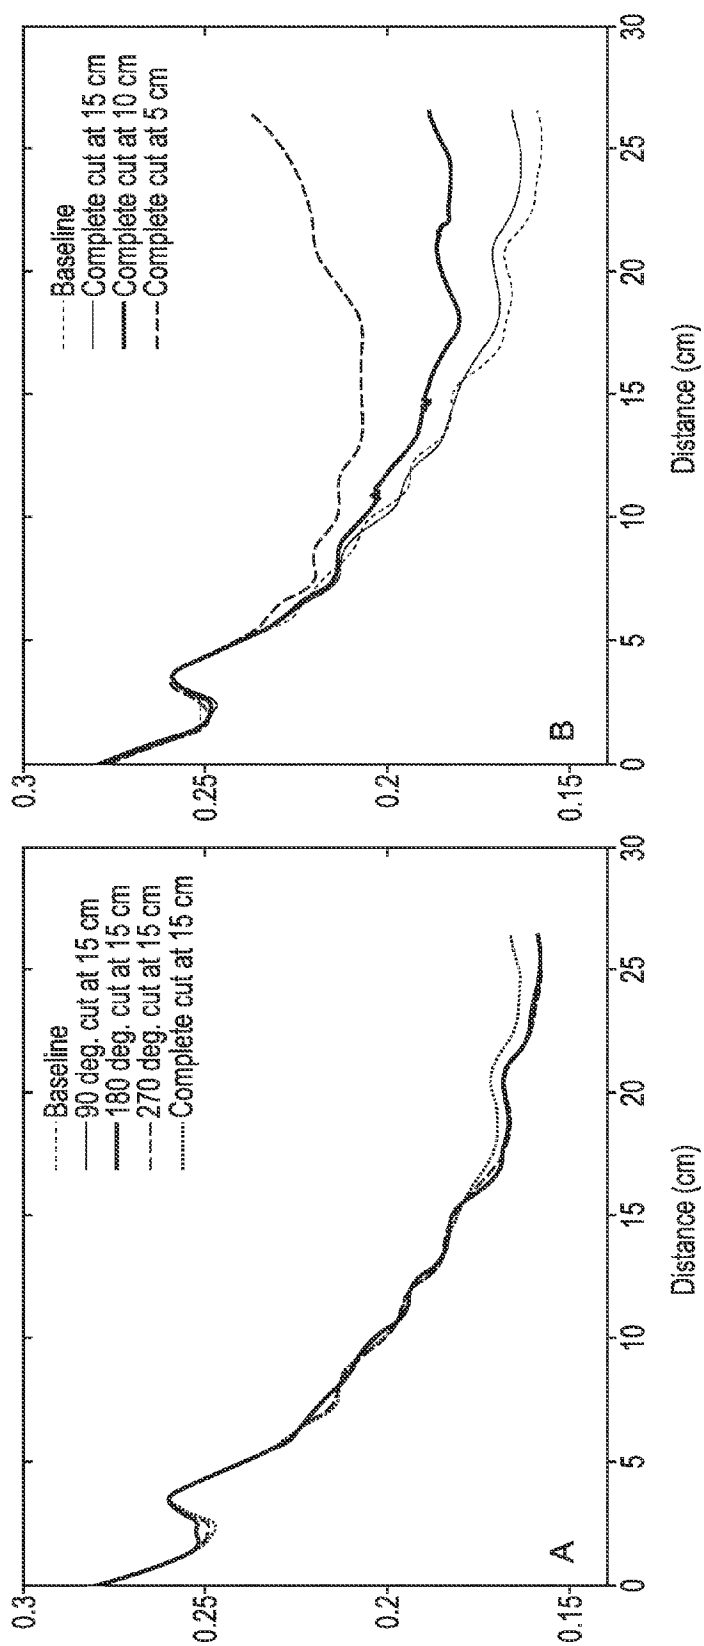 0.3
0.25
0.2
0.15
0
5
10
15
20
25
30
Distance (cm)
A
Baseline
90 deg. cut at 15 cm
180 deg. cut at 15 cm
270 deg. cut at 15 cm
Complete cut at 15 cm
0.3
0.25
0.2
0.15
0
5
10
15
20
25
30
Distance (cm)
B
Baseline
Complete cut at 15 cm
Complete cut at 10 cm
Complete cut at 5 cm